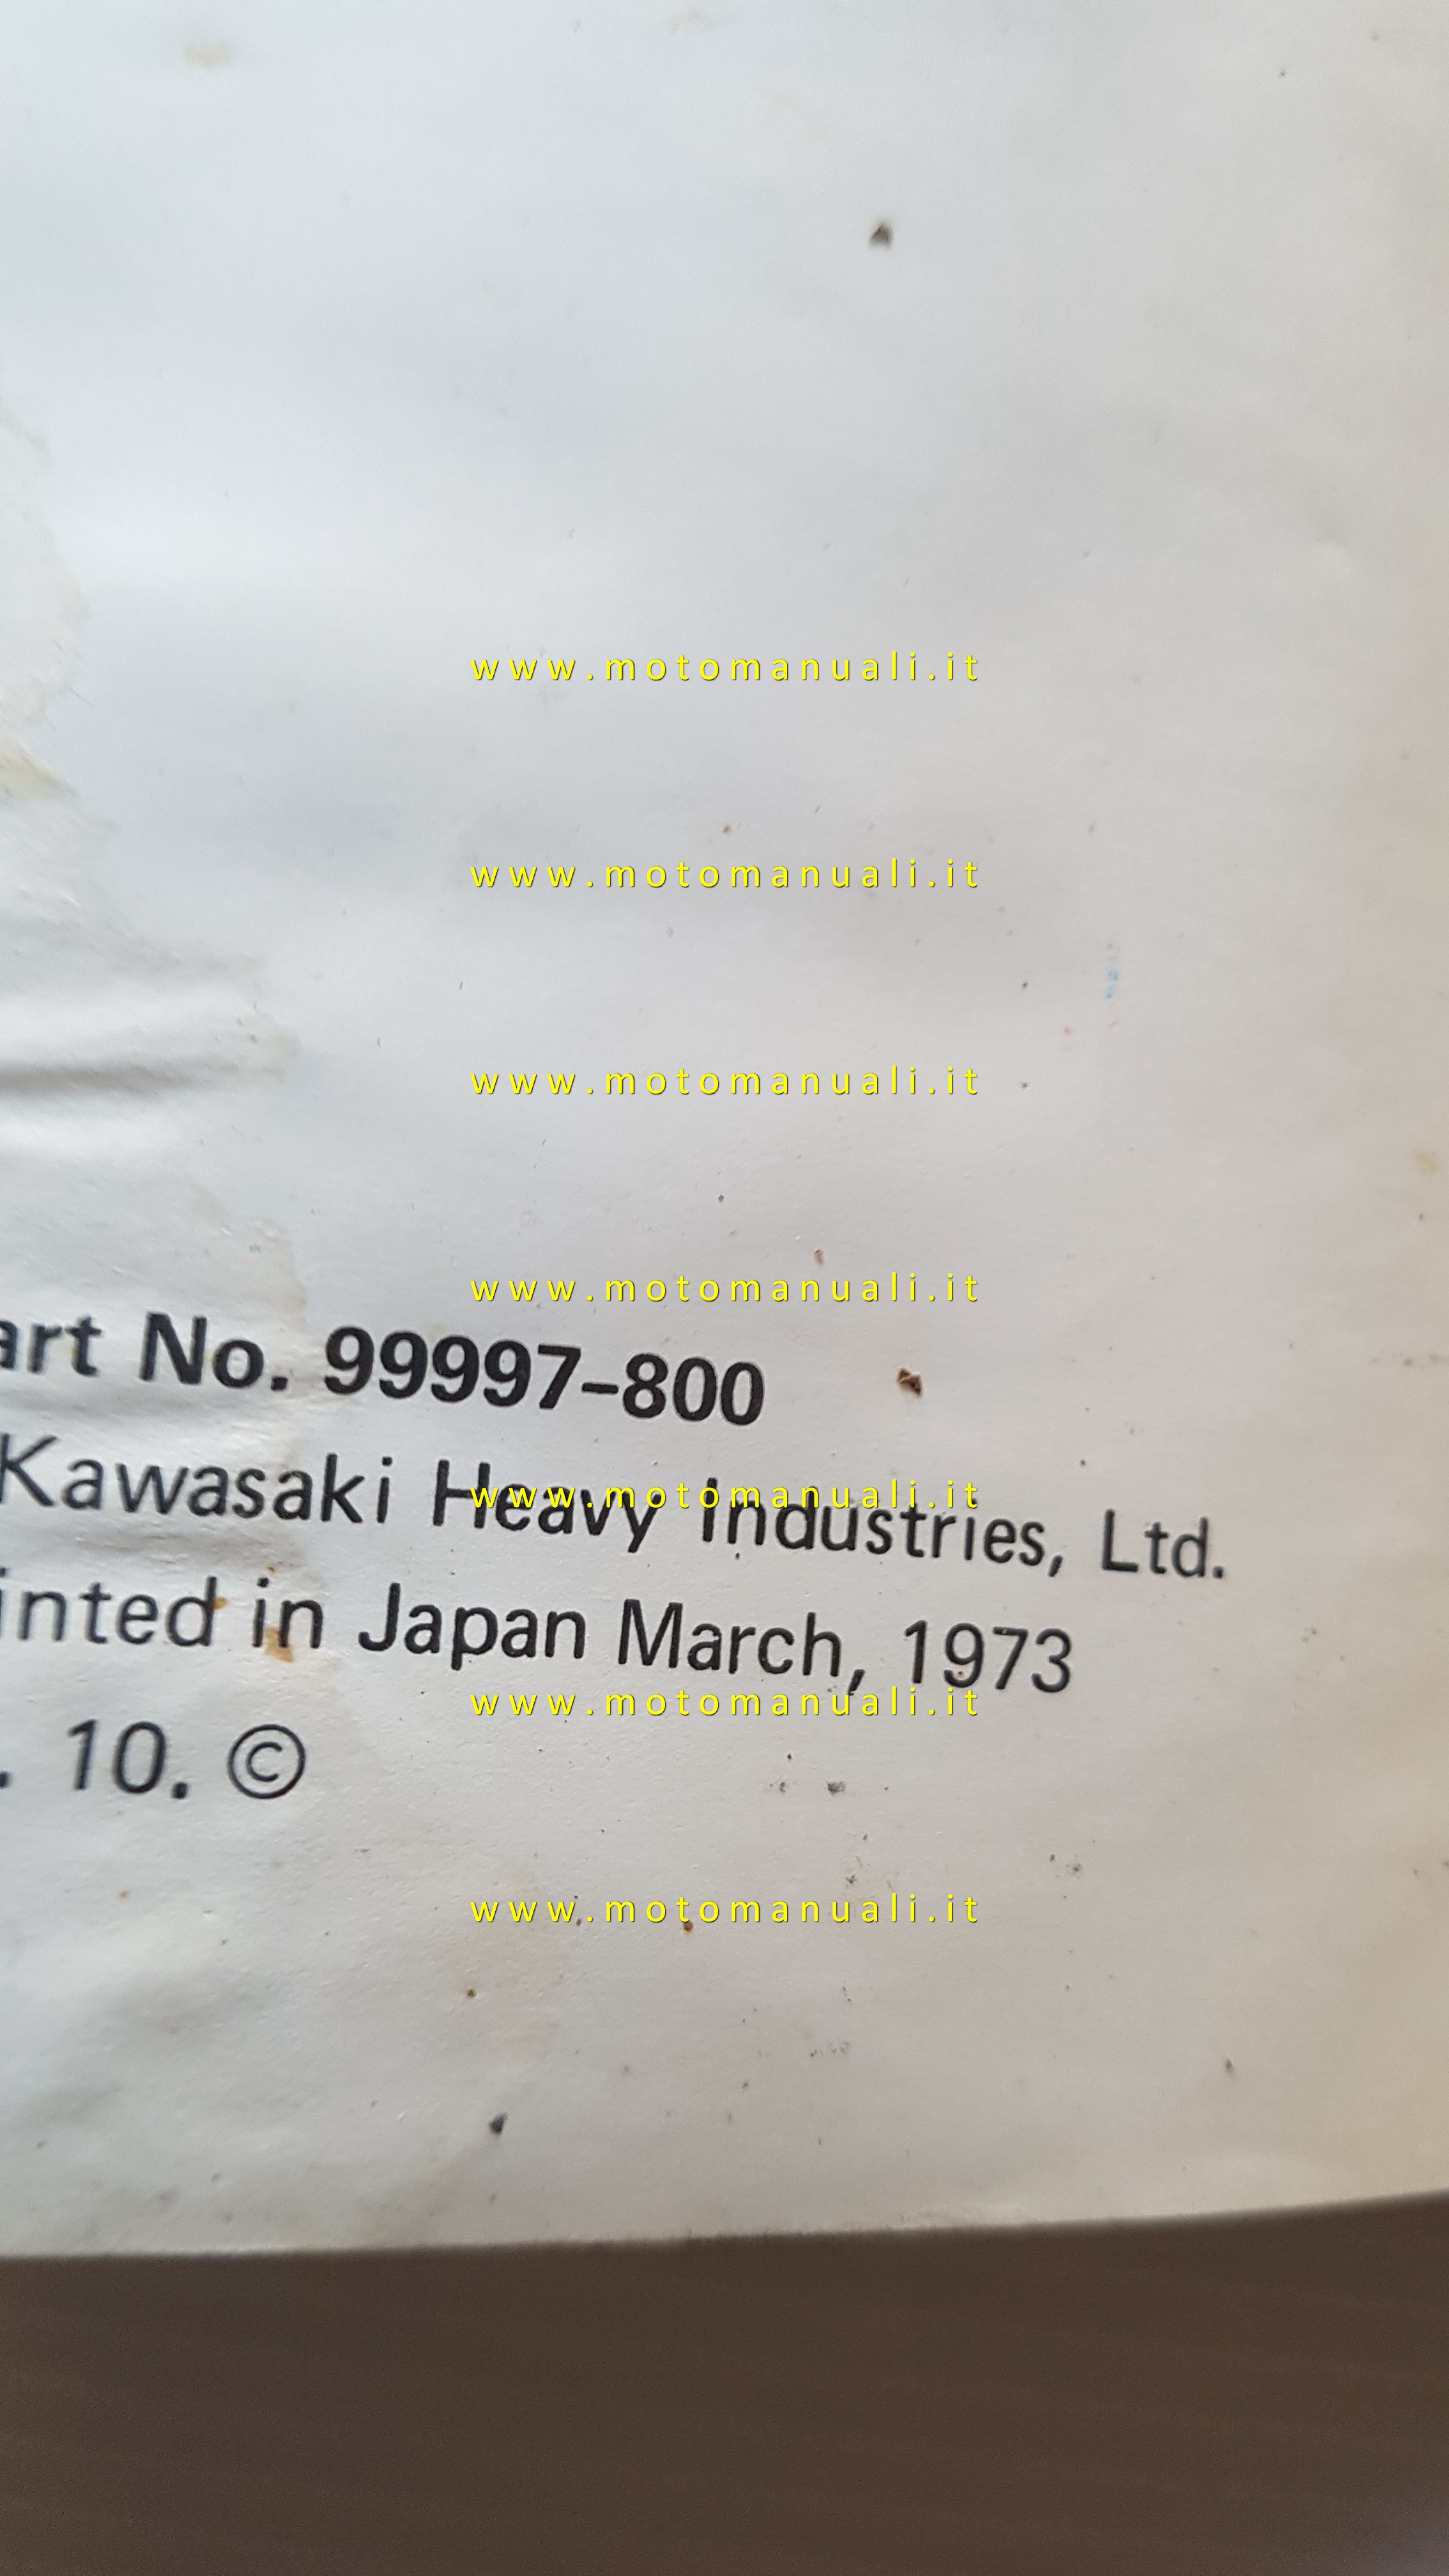 www.motomanuali.it
www.motomanuali.it
www.motomanuali.it
www.motomanuali.it
art No. 99997-800
Kawasaki Heavy Industries, Ltd.
www.motomanuali.it
inted in Japan March, 1973
www.motomanuali.it
. 10. ©
www.motomanuali.it